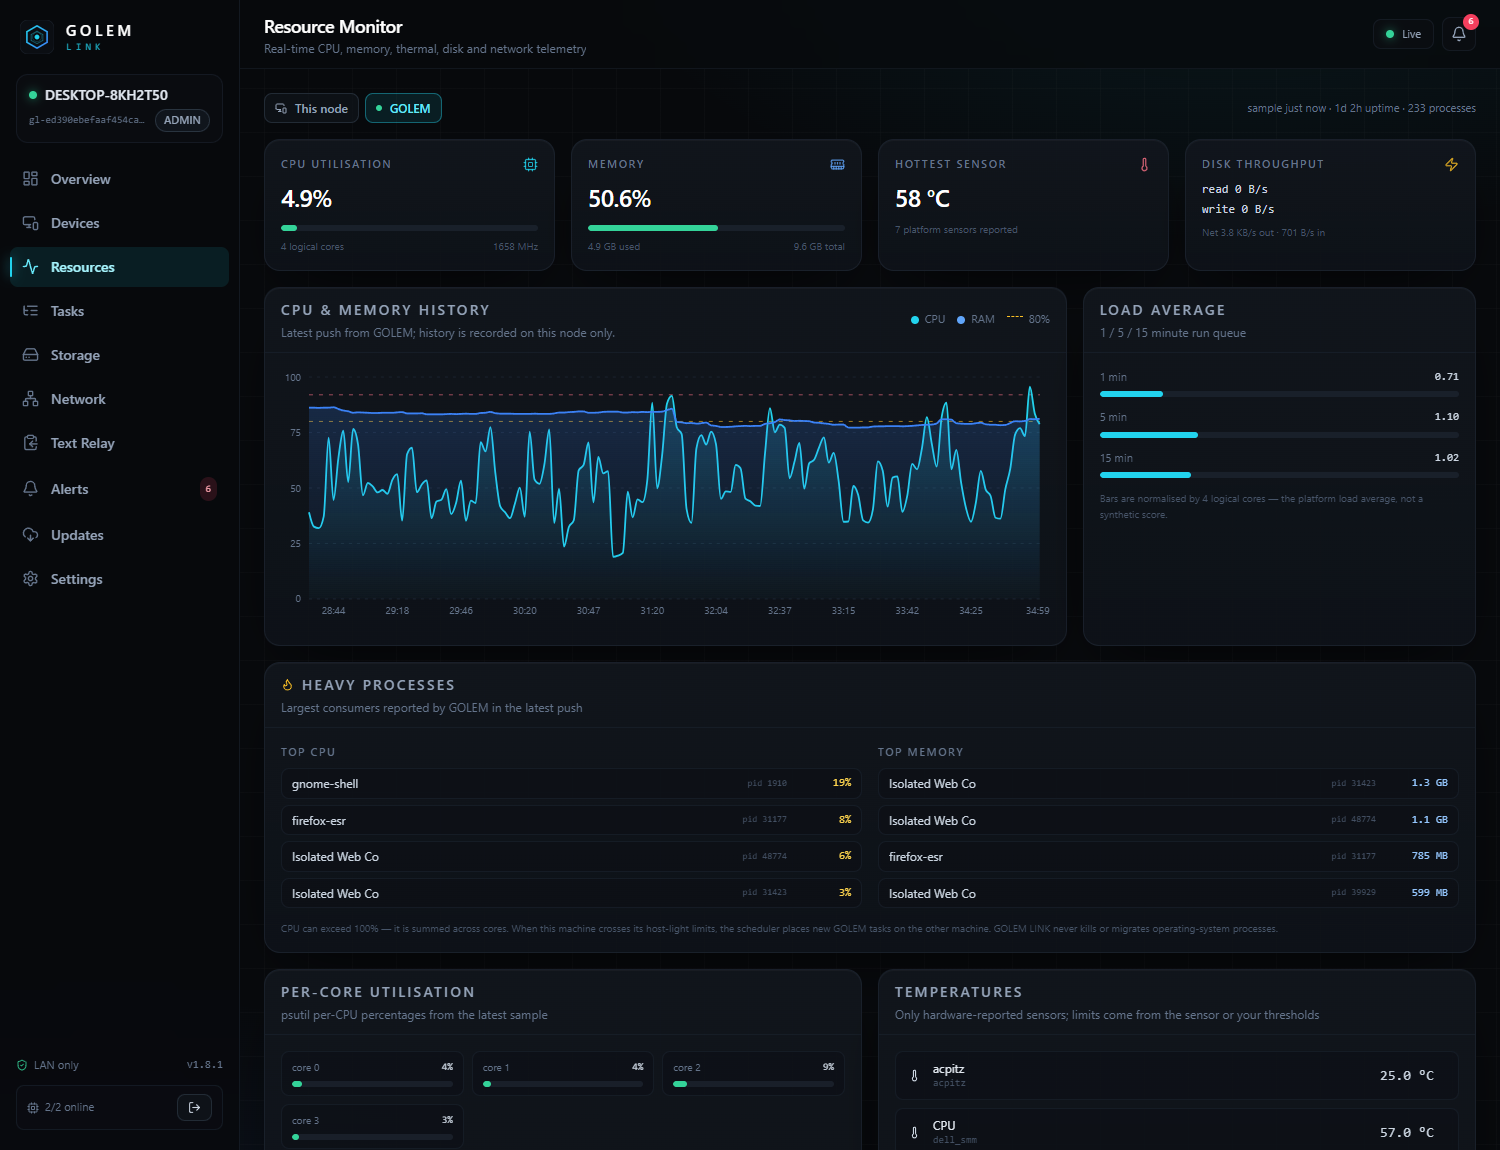 GOLEM
LINK
DESKTOP-8KH2T50
gl-ed390ebefaaf454ca…
ADMIN
Overview
Devices
Resources
Tasks
Storage
Network
Text Relay
Alerts
6
Updates
Settings
LAN only
v1.8.1
2/2 online
Resource Monitor
Real-time CPU, memory, thermal, disk and network telemetry
Live
6
This node
GOLEM
sample just now · 1d 2h uptime · 233 processes
CPU UTILISATION
4.9%
4 logical cores
1658 MHz
MEMORY
50.6%
4.9 GB used
9.6 GB total
HOTTEST SENSOR
58 °C
7 platform sensors reported
DISK THROUGHPUT
read 0 B/s
write 0 B/s
Net 3.8 KB/s out · 701 B/s in
CPU & MEMORY HISTORY
Latest push from GOLEM; history is recorded on this node only.
CPU
RAM
80%
100
75
50
25
0
28:44
29:18
29:46
30:20
30:47
31:20
32:04
32:37
33:15
33:42
34:25
34:59
LOAD AVERAGE
1 / 5 / 15 minute run queue
1 min
0.71
5 min
1.10
15 min
1.02
Bars are normalised by 4 logical cores — the platform load average, not a
synthetic score.
HEAVY PROCESSES
Largest consumers reported by GOLEM in the latest push
TOP CPU
gnome-shell
pid 1910
19%
firefox-esr
pid 31177
8%
Isolated Web Co
pid 48774
6%
Isolated Web Co
pid 31423
3%
TOP MEMORY
Isolated Web Co
pid 31423
1.3 GB
Isolated Web Co
pid 48774
1.1 GB
firefox-esr
pid 31177
785 MB
Isolated Web Co
pid 39929
599 MB
CPU can exceed 100% — it is summed across cores. When this machine crosses its host-light limits, the scheduler places new GOLEM tasks on the other machine. GOLEM LINK never kills or migrates operating-system processes.
PER-CORE UTILISATION
psutil per-CPU percentages from the latest sample
core 0
4%
core 1
4%
core 2
9%
core 3
3%
TEMPERATURES
Only hardware-reported sensors; limits come from the sensor or your thresholds
acpitz
acpitz
25.0 °C
CPU
dell_smm
57.0 °C